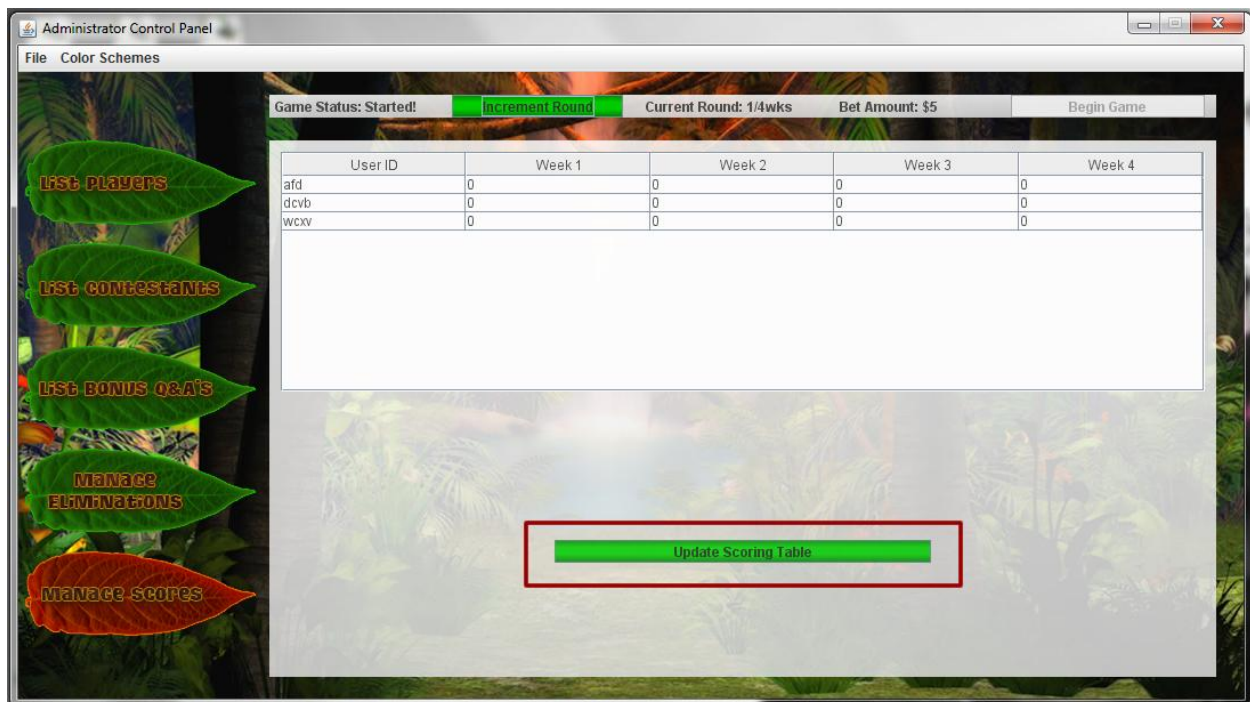 Administrator Control Panel
File Color Schemes
Game Status: Started! Increment Round Current Round: 1/4wks Bet Amount: $5 Begin Game
List Players
List Contestants
List Bonus Q&A's
Manage
Eliminations
Manage Scores
User ID Week 1 Week 2 Week 3 Week 4
afd 0 0 0 0
dcvb 0 0 0 0
wcxv 0 0 0 0
Update Scoring Table